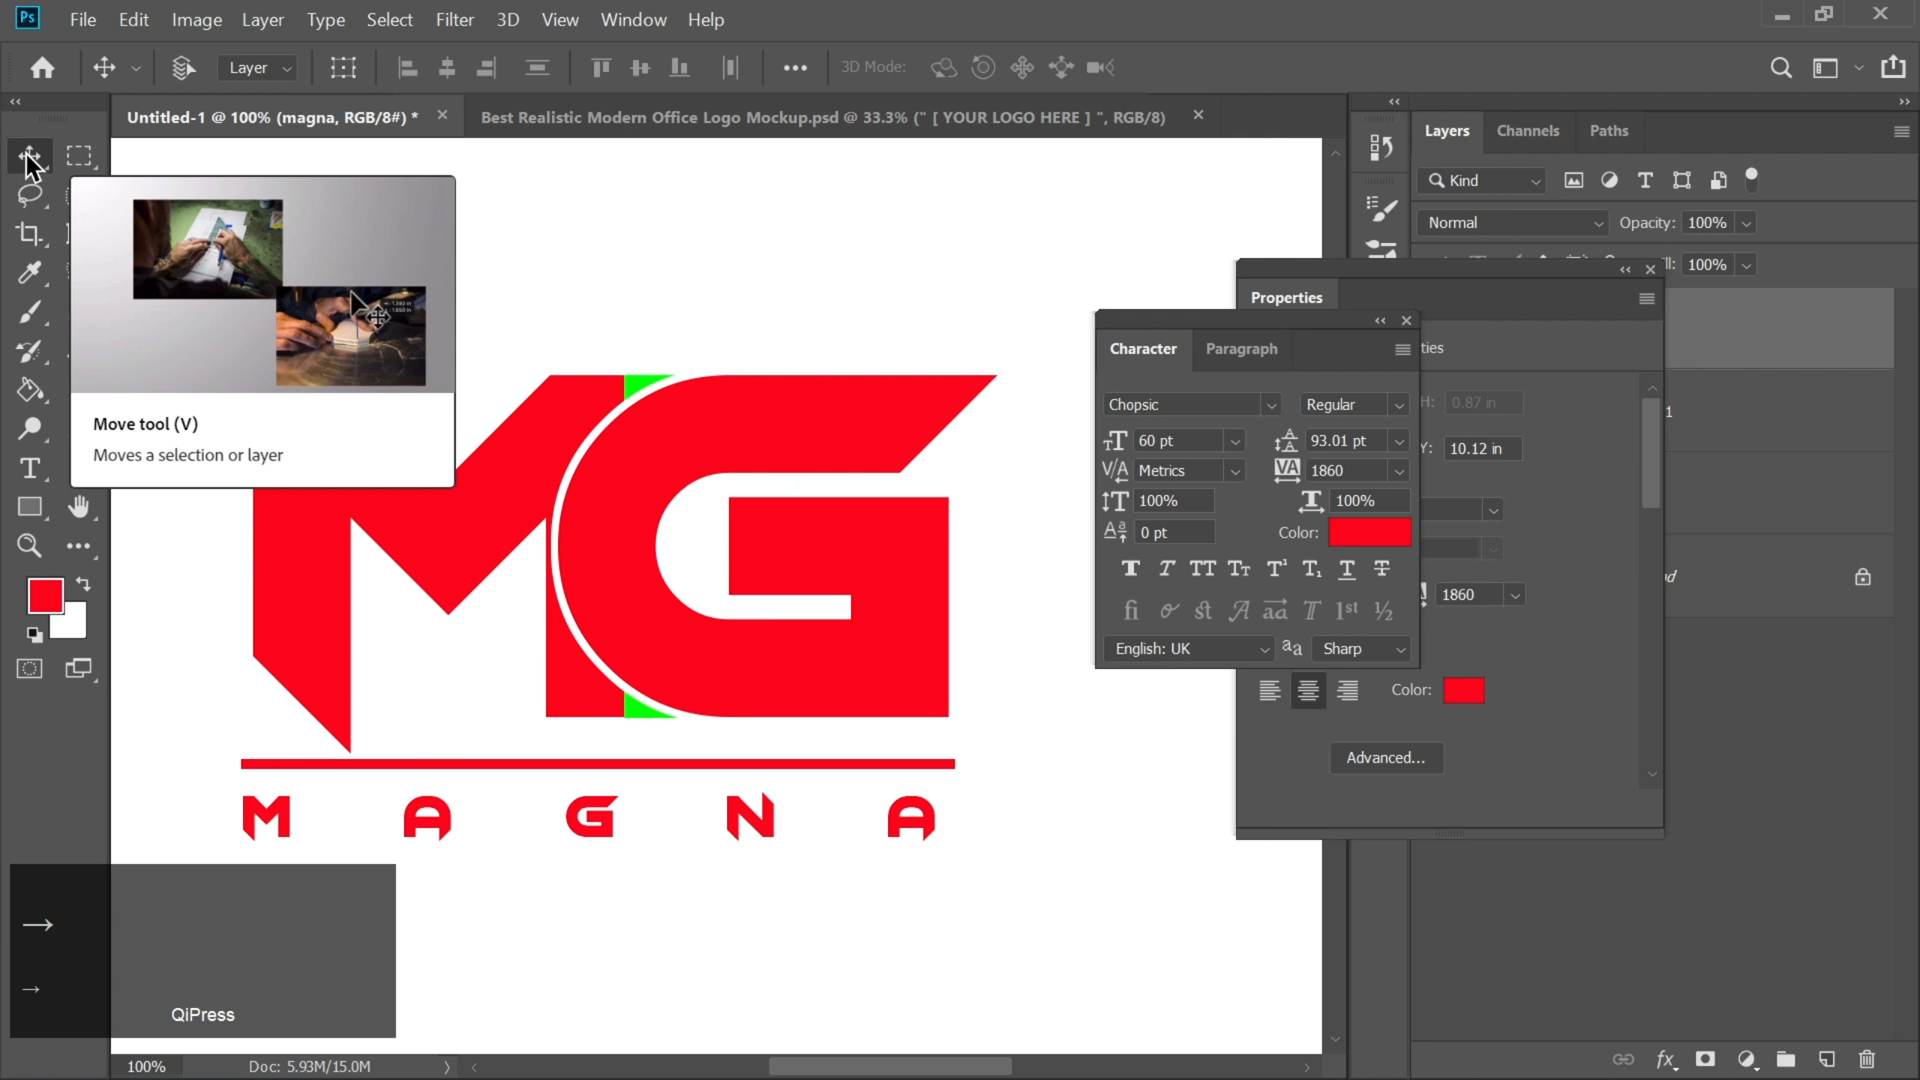 Ps File Edit Image Layer Type Select Filter 3D View Window Help
Layer 3D Mode:
Untitled-1 @ 100% (magna, RGB/8#) * Best Realistic Modern Office Logo Mockup.psd @ 33.3% (" [ YOUR LOGO HERE ] ", RGB/8)
Layers Channels Paths
Kind
Normal Opacity: 100%
100%
Properties
Character Paragraph
ties
Chopsic Regular
H: 0.87 in
60 pt 93.01 pt
Y: 10.12 in
Metrics 1860
100% 100%
0 pt Color:
1860
English: UK Sharp
Color:
Advanced...
1
Move tool (V)
Moves a selection or layer
MG
MAGNA
QiPress
100% Doc: 5.93M/15.0M